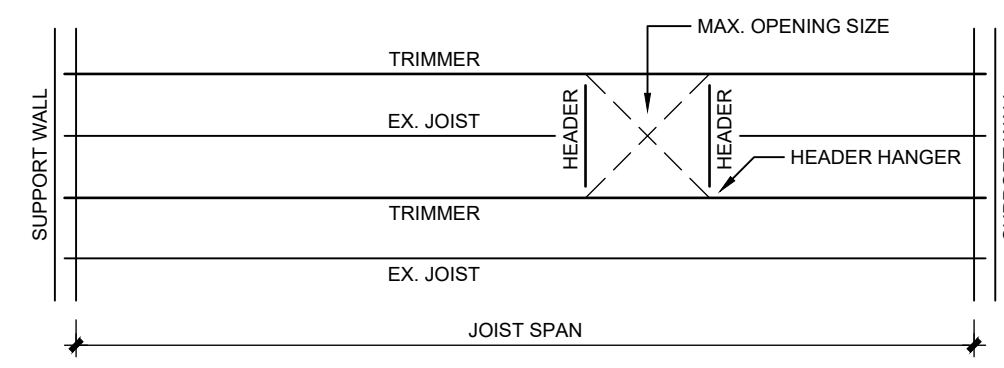 MAX. OPENING SIZE
TRIMMER
SUPPORT WALL
EX. JOIST
HEADER
HEADER
HEADER HANGER
TRIMMER
EX. JOIST
JOIST SPAN